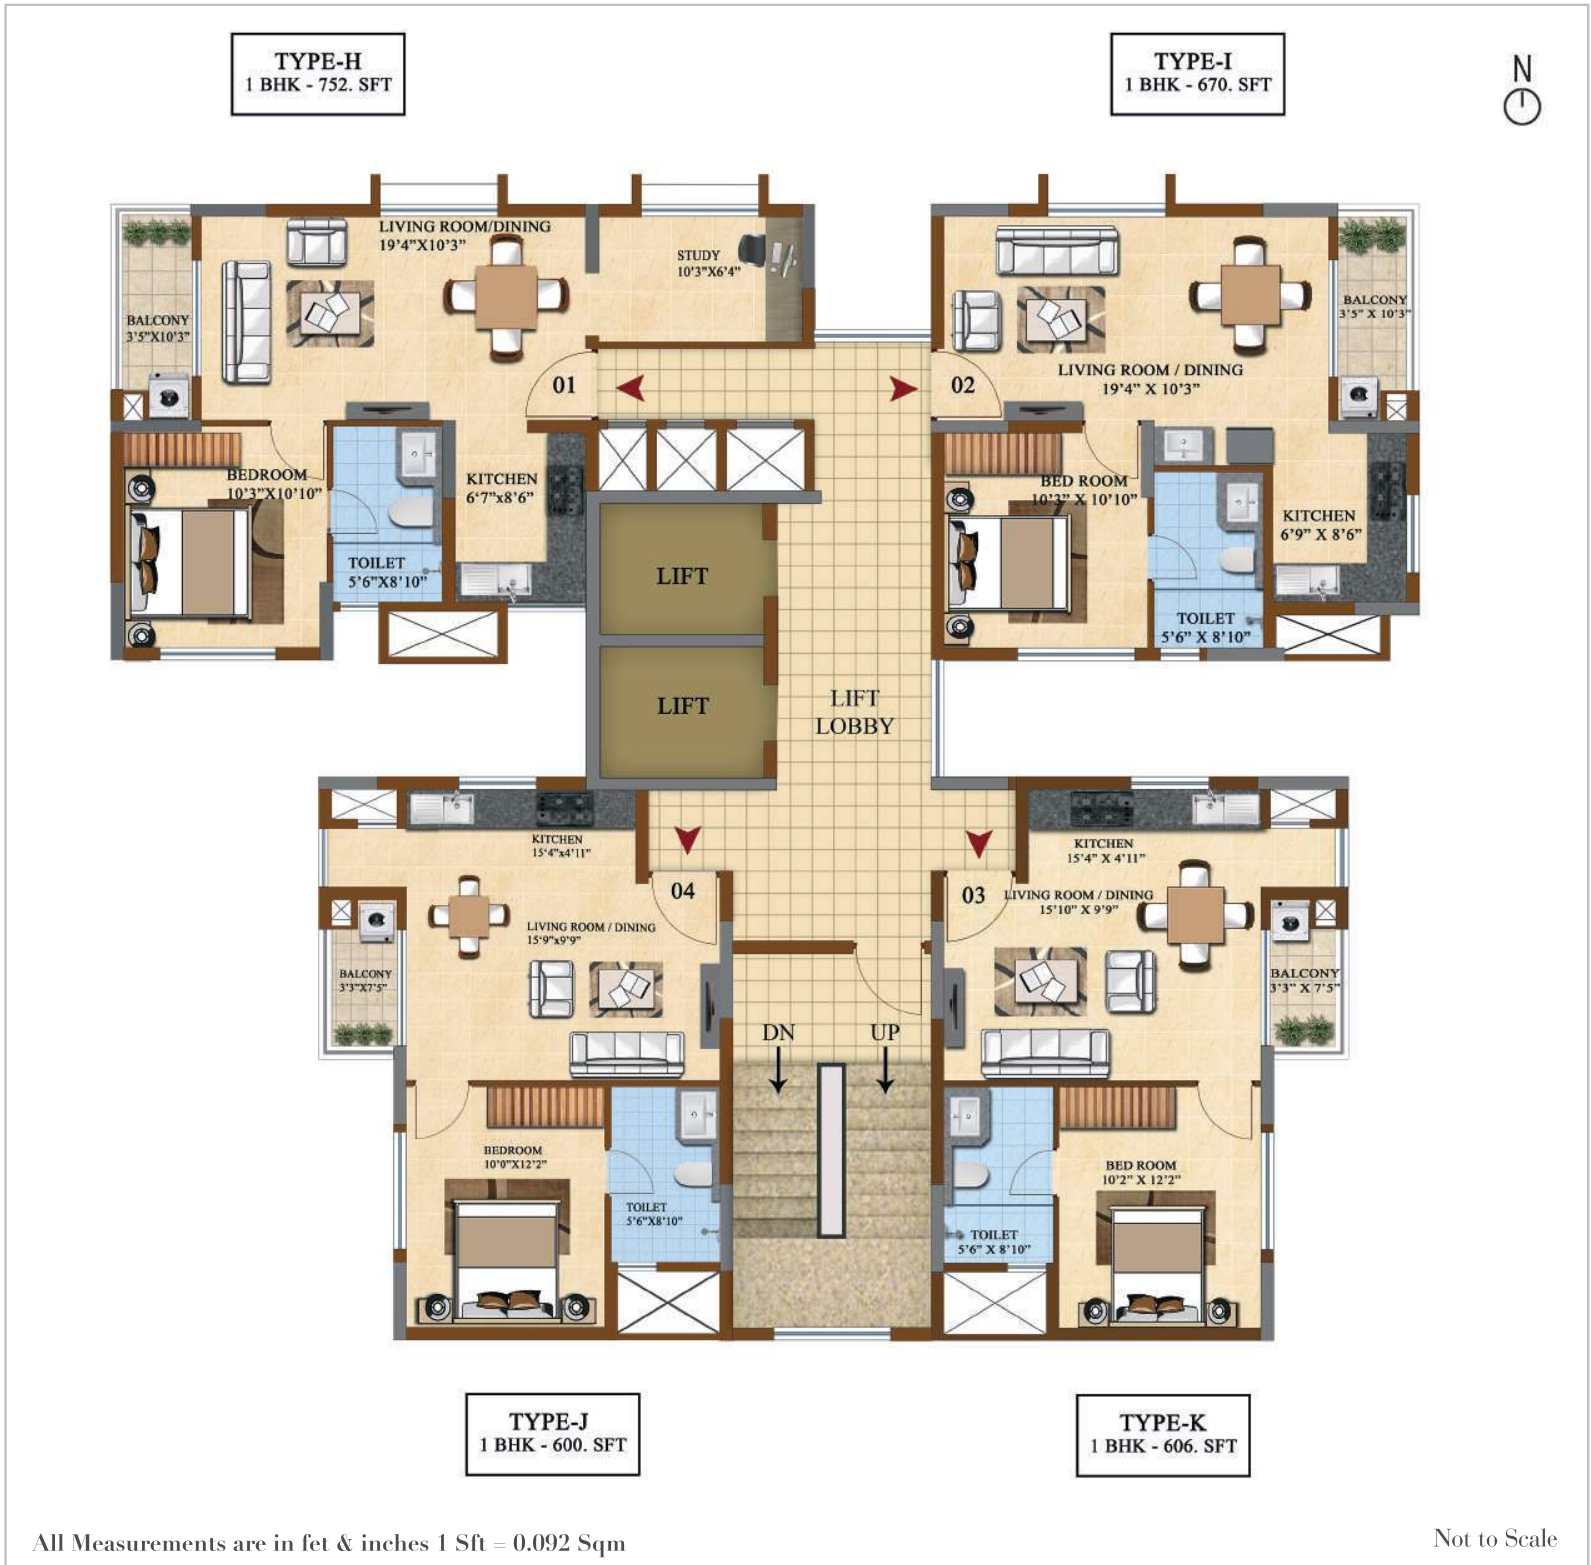 TYPE-H
1 BHK - 752. SFT
TYPE-I
1 BHK - 670. SFT
N
LIVING ROOM/DINING
19'4"X10'3"
STUDY
10'3"X6'4"
BALCONY
3'5"X10'3"
01
BEDROOM
10'3"X10'10"
TOILET
5'6"X8'10"
KITCHEN
6'7"x8'6"
BALCONY
3'5" X 10'3"
LIVING ROOM / DINING
19'4" X 10'3"
02
BED ROOM
10'3" X 10'10"
KITCHEN
6'9" X 8'6"
TOILET
5'6" X 8'10"
LIFT
LIFT
LIFT
LOBBY
KITCHEN
15'4"x4'11"
04
LIVING ROOM / DINING
15'9"x9'9"
BALCONY
3'3"X7'5"
BEDROOM
10'0"X12'2"
TOILET
5'6"X8'10"
DN
UP
KITCHEN
15'4" X 4'11"
03
LIVING ROOM / DINING
15'10" X 9'9"
BALCONY
3'3" X 7'5"
BED ROOM
10'2" X 12'2"
TOILET
5'6" X 8'10"
TYPE-J
1 BHK - 600. SFT
TYPE-K
1 BHK - 606. SFT
All Measurements are in fet & inches 1 Sft = 0.092 Sqm
Not to Scale